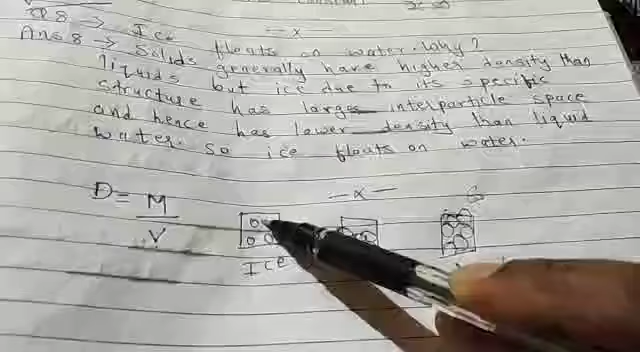 Q8 → Ice floats on water. Why?
Ans 8 → Solids generally have higher density than
liquids but ice due to its specific
structure has large interparticle space
and hence has lower density than liquid
water. So ice floats on water.
—x—
D = M
V
Ice
S